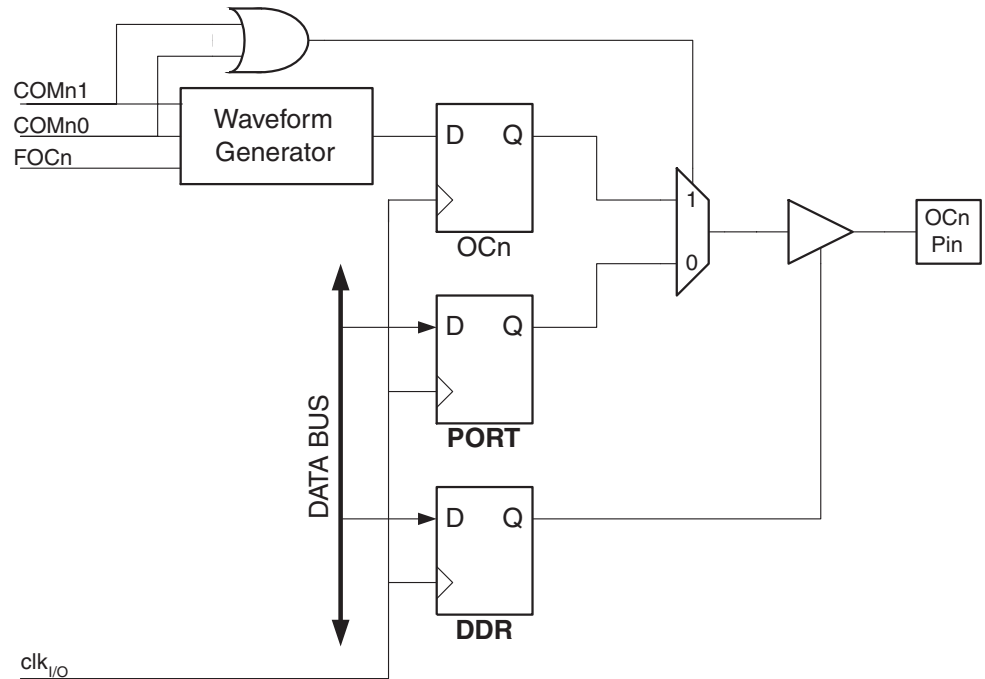 COMn1
COMn0
FOCn
Waveform
Generator
D Q
OCn
1
0
OCn
Pin
D Q
PORT
DATA BUS
D Q
DDR
clkI/O